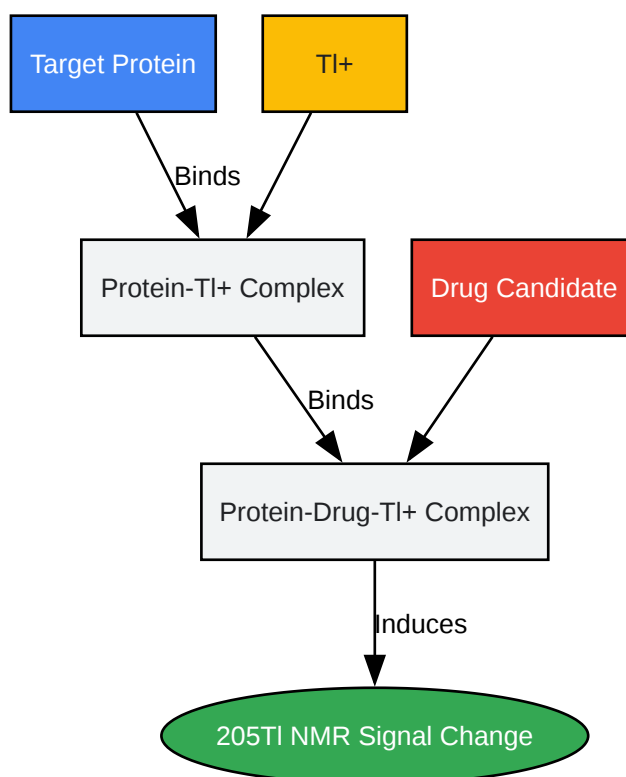 Target Protein
Tl+
Binds
Protein-Tl+ Complex
Drug Candidate
Binds
Protein-Drug-Tl+ Complex
Induces
205Tl NMR Signal Change